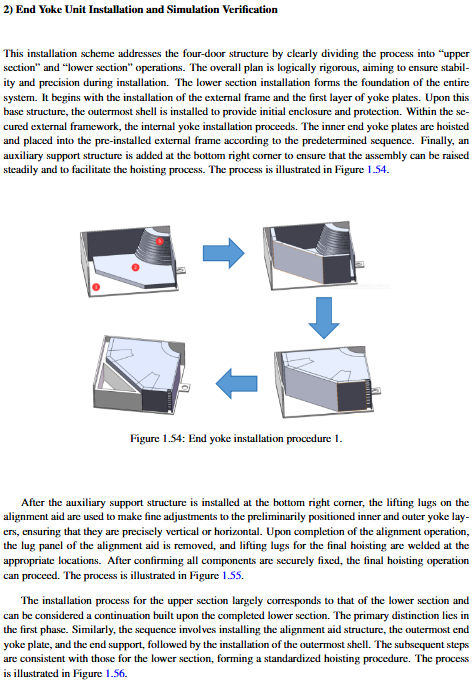 2) End Yoke Unit Installation and Simulation Verification
This installation scheme addresses the four-door structure by clearly dividing the process into “upper
section” and “lower section” operations. The overall plan is logically rigorous, aiming to ensure stabil-
ity and precision during installation. The lower section installation forms the foundation of the entire
system. It begins with the installation of the external frame and the first layer of yoke plates. Upon this
base structure, the outermost shell is installed to provide initial enclosure and protection. Within the se-
cured external framework, the internal yoke installation proceeds. The inner end yoke plates are hoisted
and placed into the pre-installed external frame according to the predetermined sequence. Finally, an
auxiliary support structure is added at the bottom right corner to ensure that the assembly can be raised
steadily and to facilitate the hoisting process. The process is illustrated in Figure 1.54.
Figure 1.54: End yoke installation procedure 1.
After the auxiliary support structure is installed at the bottom right corner, the lifting lugs on the
alignment aid are used to make fine adjustments to the preliminarily positioned inner and outer yoke lay-
ers, ensuring that they are precisely vertical or horizontal. Upon completion of the alignment operation,
the lug panel of the alignment aid is removed, and lifting lugs for the final hoisting are welded at the
appropriate locations. After confirming all components are securely fixed, the final hoisting operation
can proceed. The process is illustrated in Figure 1.55.
The installation process for the upper section largely corresponds to that of the lower section and
can be considered a continuation built upon the completed lower section. The primary distinction lies in
the first phase. Similarly, the sequence involves installing the alignment aid structure, the outermost end
yoke plate, and the end support, followed by the installation of the outermost shell. The subsequent steps
are consistent with those for the lower section, forming a standardized hoisting procedure. The process
is illustrated in Figure 1.56.